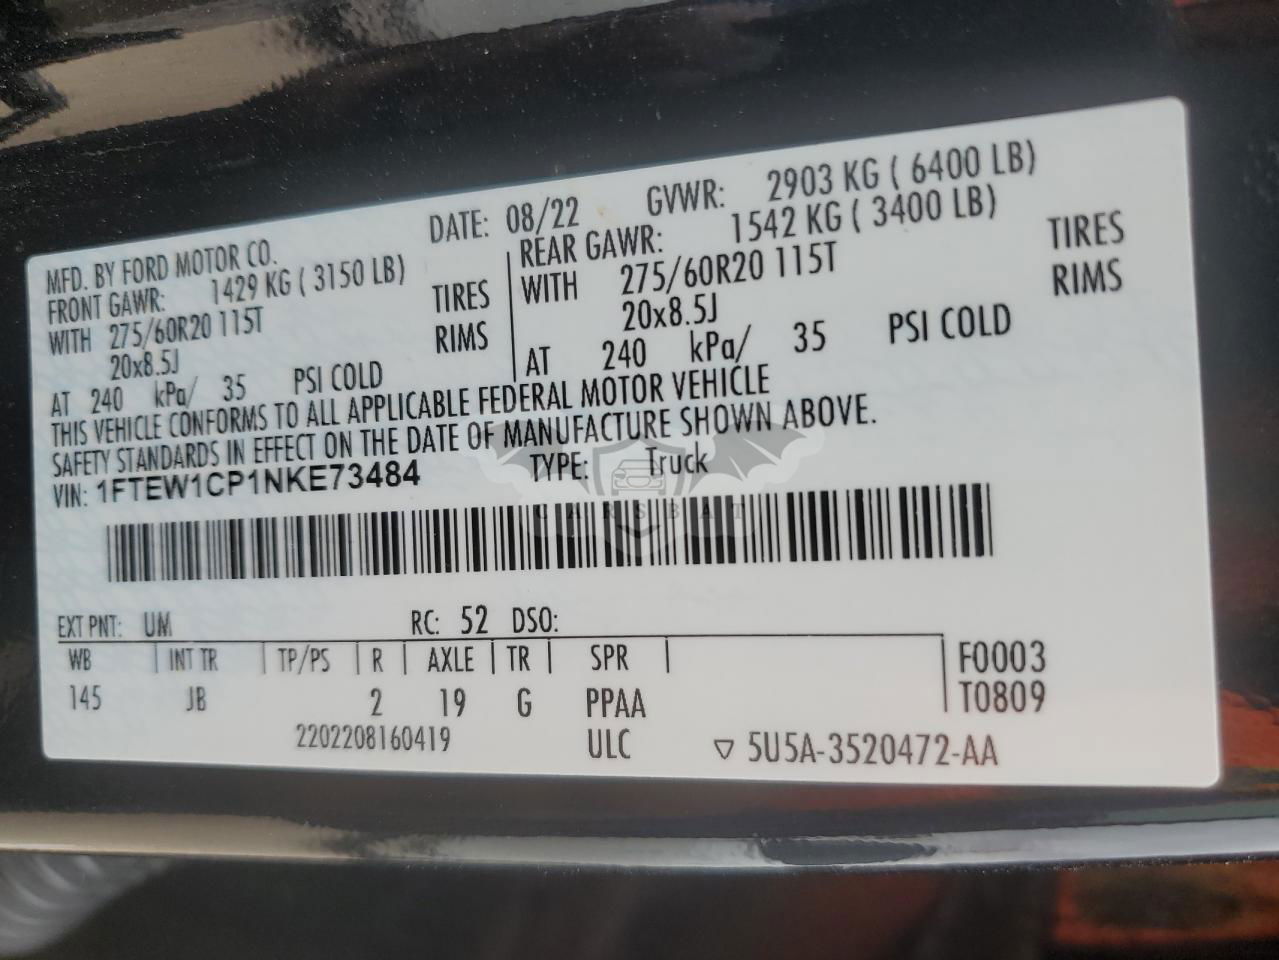 MFD. BY FORD MOTOR CO.
DATE: 08/22
GVWR: 2903 KG ( 6400 LB)
FRONT GAWR: 1429 KG ( 3150 LB)
REAR GAWR: 1542 KG ( 3400 LB)
WITH 275/60R20 115T TIRES
WITH 275/60R20 115T TIRES
20x8.5J RIMS
20x8.5J RIMS
AT 240 kPa/ 35 PSI COLD
AT 240 kPa/ 35 PSI COLD
THIS VEHICLE CONFORMS TO ALL APPLICABLE FEDERAL MOTOR VEHICLE
SAFETY STANDARDS IN EFFECT ON THE DATE OF MANUFACTURE SHOWN ABOVE.
VIN: 1FTEW1CP1NKE73484
TYPE: Truck
CARSBAT
EXT PNT: UM RC: 52 DSO:
WB INT TR TP/PS R AXLE TR SPR F0003
145 JB 2 19 G PPAA T0809
2202208160419 ULC ▽ 5U5A-3520472-AA